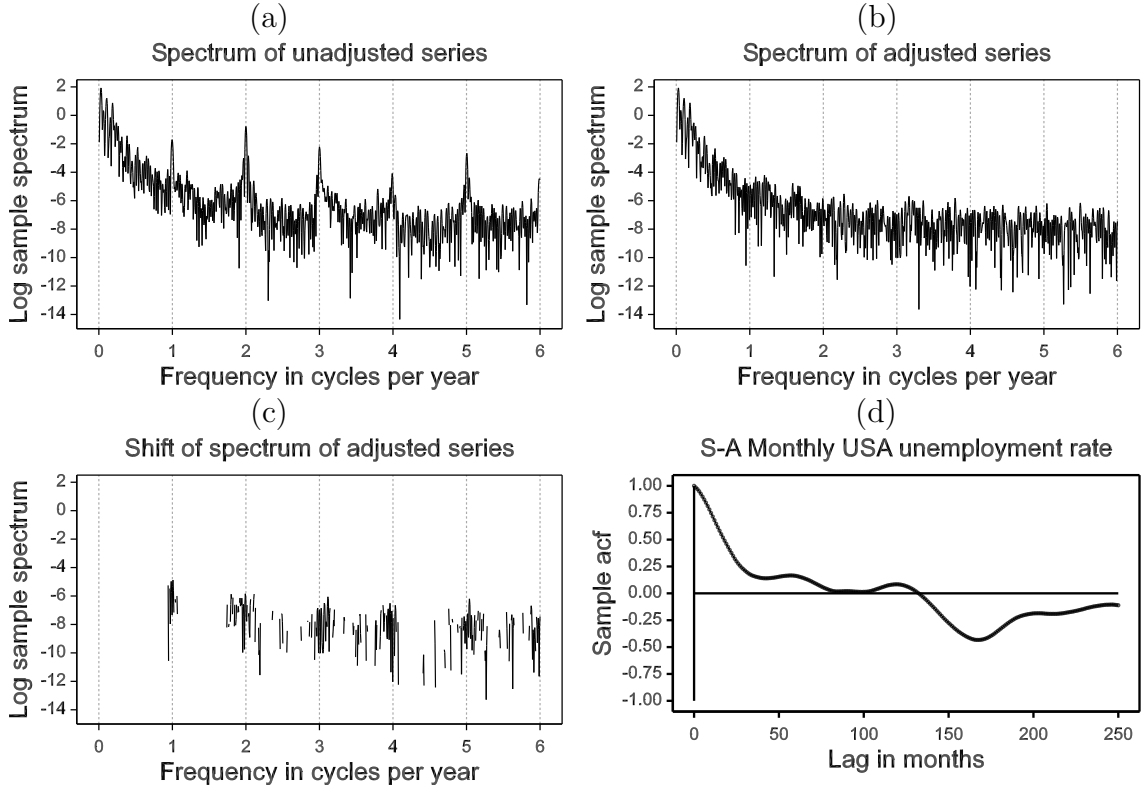 (a)
Spectrum of unadjusted series
Log sample spectrum
2
0
-2
-4
-6
-8
-10
-12
-14
0 1 2 3 4 5 6
Frequency in cycles per year
(b)
Spectrum of adjusted series
Log sample spectrum
2
0
-2
-4
-6
-8
-10
-12
-14
0 1 2 3 4 5 6
Frequency in cycles per year
(c)
Shift of spectrum of adjusted series
Log sample spectrum
2
0
-2
-4
-6
-8
-10
-12
-14
0 1 2 3 4 5 6
Frequency in cycles per year
(d)
S-A Monthly USA unemployment rate
Sample acf
1.00
0.75
0.50
0.25
0.00
-0.25
-0.50
-0.75
-1.00
0 50 100 150 200 250
Lag in months